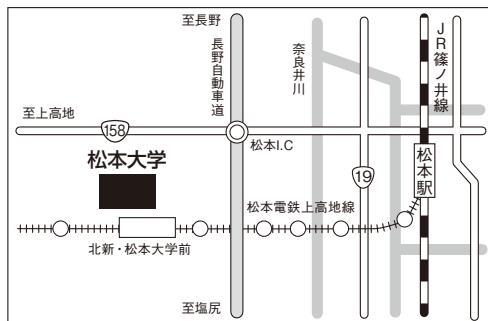 至長野
長野自動車道
奈良井川
JR篠ノ井線
至上高地
158
松本I.C
松本大学
19
松本駅
松本電鉄上高地線
北新・松本大学前
至塩尻